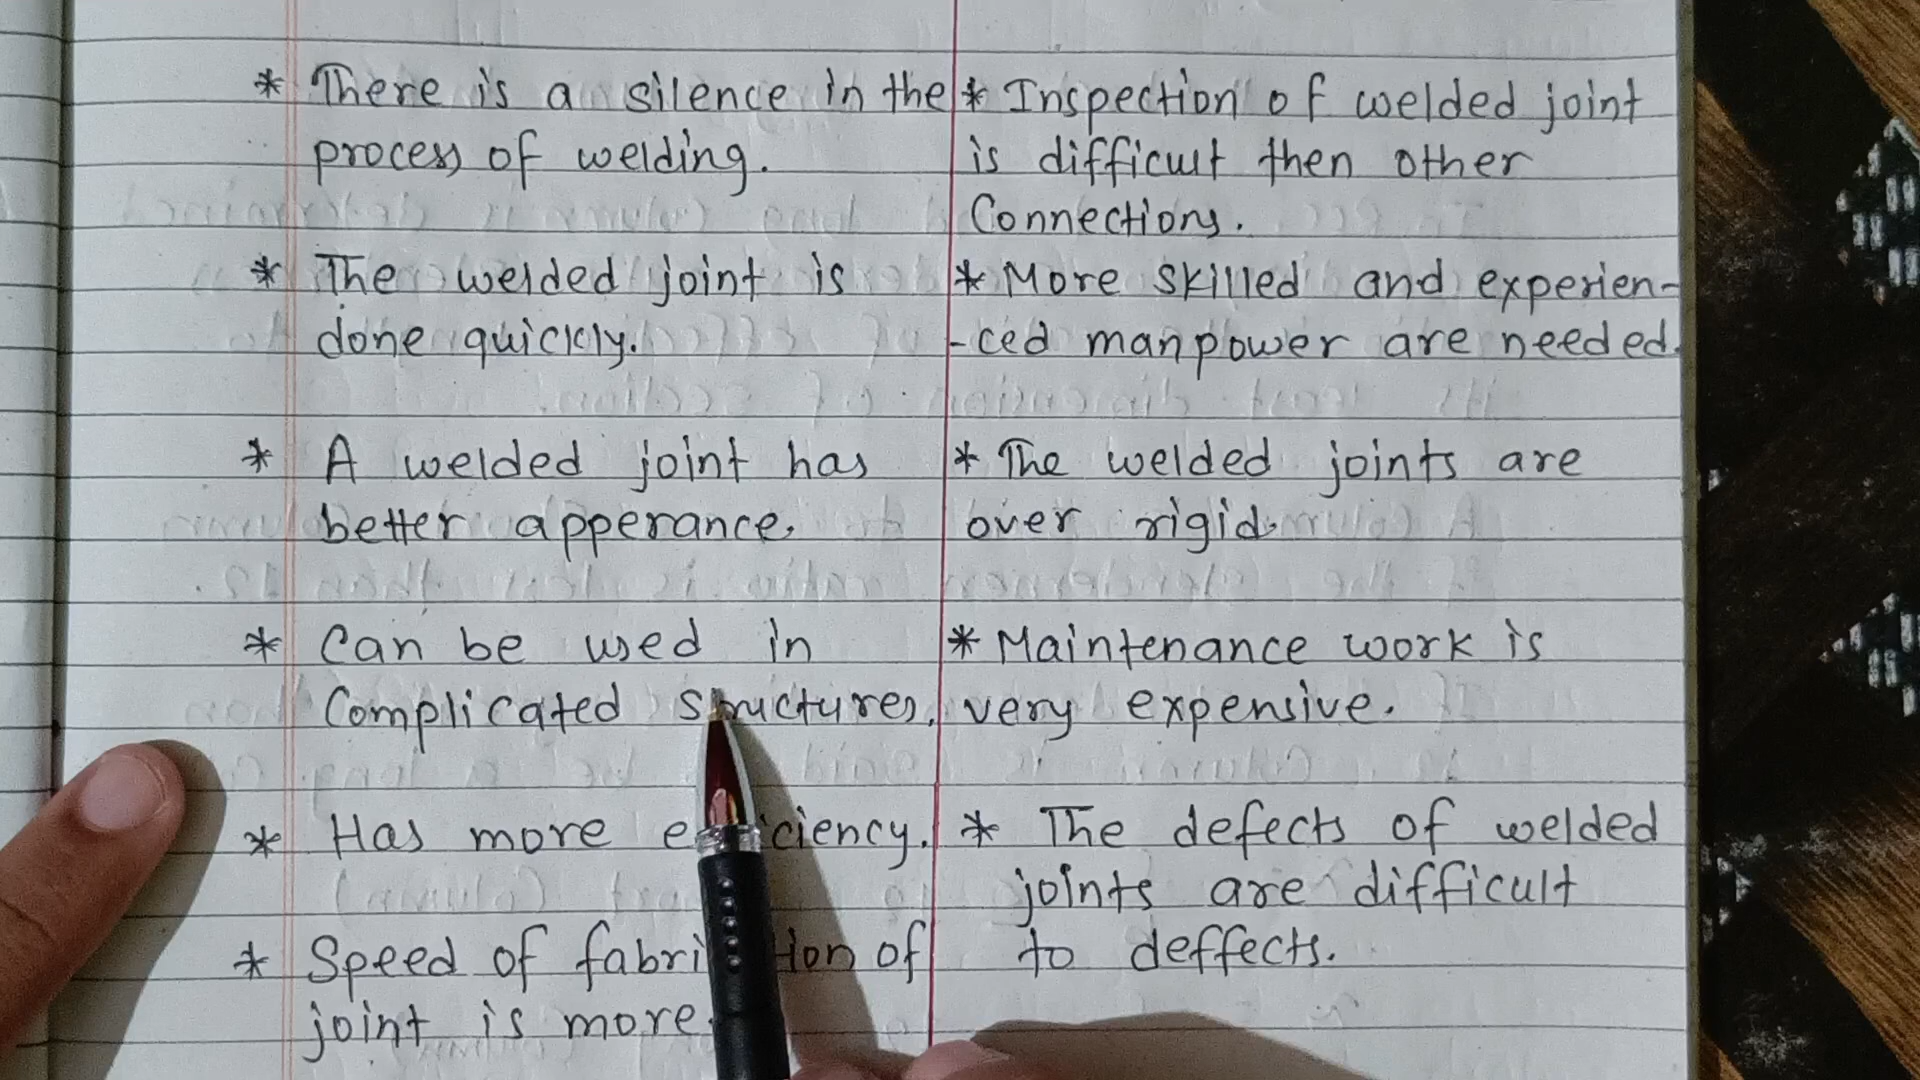 * There is a silence in the
process of welding.
* The welded joint is
done quickly.
* A welded joint has
better apperance.
* Can be used in
Complicated structures.
* Has more
* Speed of
joint is more
* Inspection of welded joint
is difficult then other
Connections.
* More skilled and experien-
-ced manpower are needed.
* The welded joints are
over rigid.
* Maintenance work is
very expensive.
* The defects of welded
joints are difficult
to deffects.